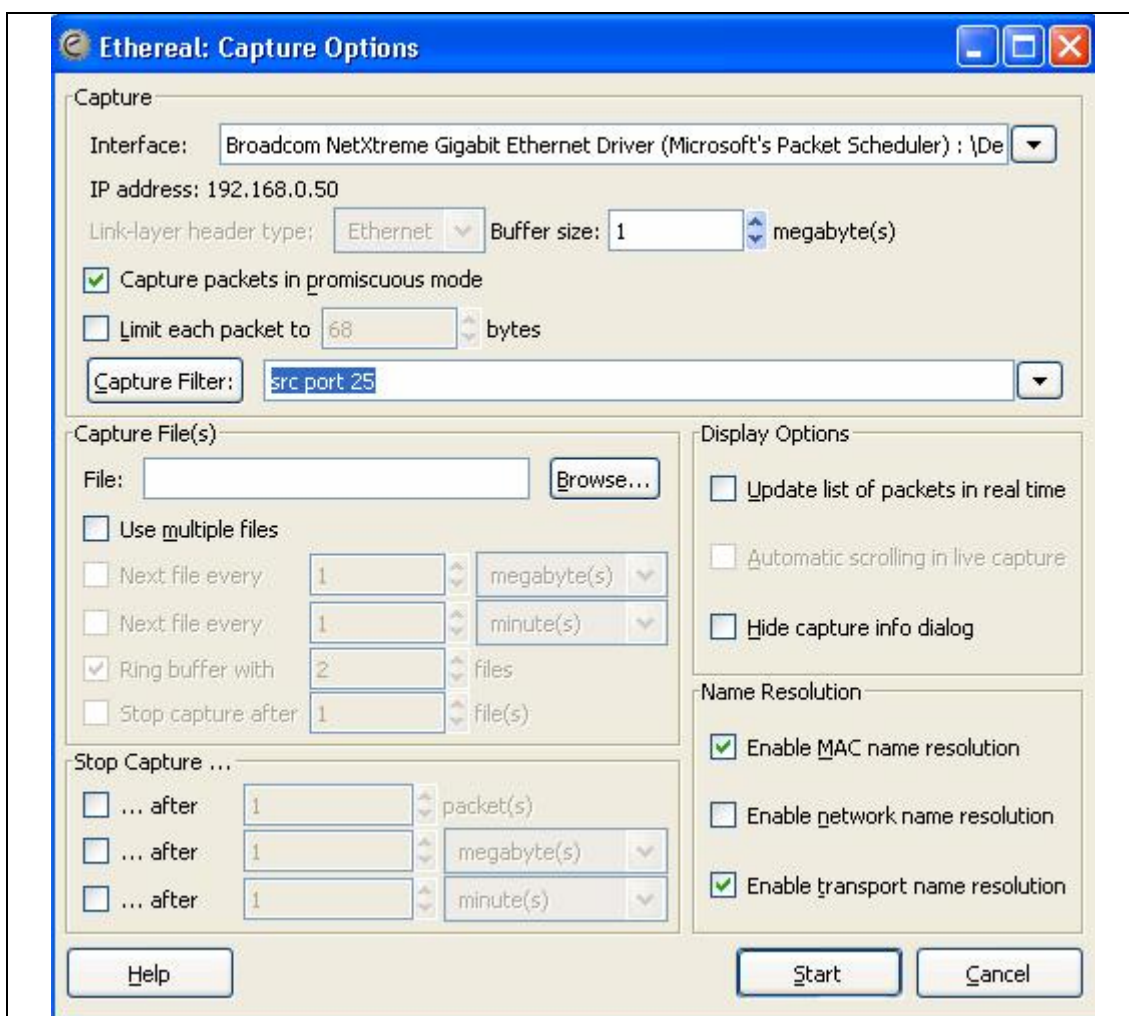 Ethereal: Capture Options
Capture
Interface: Broadcom NetXtreme Gigabit Ethernet Driver (Microsoft's Packet Scheduler) : \De
IP address: 192.168.0.50
Link-layer header type: Ethernet Buffer size: 1 megabyte(s)
Capture packets in promiscuous mode
Limit each packet to 68 bytes
Capture Filter: src port 25
Capture File(s)
File: Browse...
Use multiple files
Next file every 1 megabyte(s)
Next file every 1 minute(s)
Ring buffer with 2 files
Stop capture after 1 file(s)
Stop Capture ...
... after 1 packet(s)
... after 1 megabyte(s)
... after 1 minute(s)
Display Options
Update list of packets in real time
Automatic scrolling in live capture
Hide capture info dialog
Name Resolution
Enable MAC name resolution
Enable network name resolution
Enable transport name resolution
Help Start Cancel